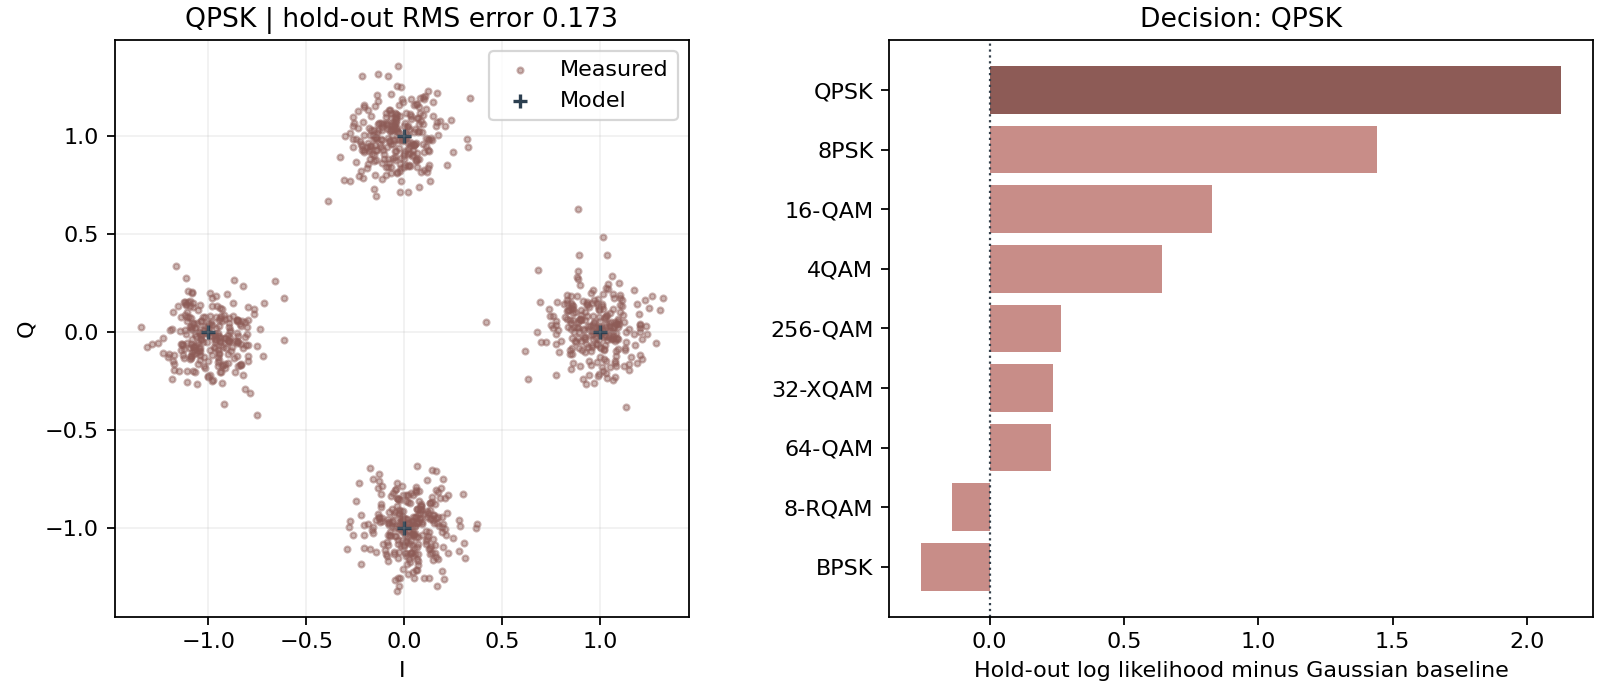 QPSK | hold-out RMS error 0.173
Measured
Model
1.0
0.5
0.0
−0.5
−1.0
Q
−1.0
−0.5
0.0
0.5
1.0
I
Decision: QPSK
QPSK
8PSK
16-QAM
4QAM
256-QAM
32-XQAM
64-QAM
8-RQAM
BPSK
0.0
0.5
1.0
1.5
2.0
Hold-out log likelihood minus Gaussian baseline